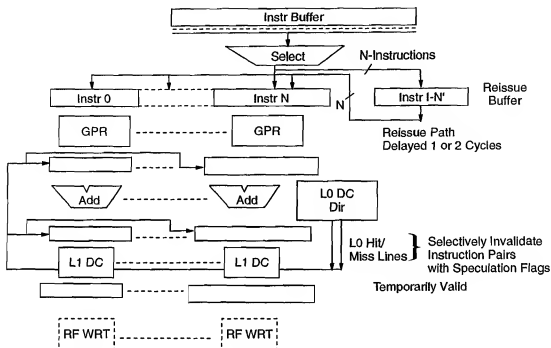 Instr Buffer
Select
N-Instructions
Instr 0
Instr N
N
Instr I-N'
Reissue
Buffer
GPR
GPR
Reissue Path
Delayed 1 or 2 Cycles
Add
Add
L0 DC
Dir
L0 Hit/
Miss Lines
Selectively Invalidate
Instruction Pairs
with Speculation Flags
L1 DC
L1 DC
Temporarily Valid
RF WRT
RF WRT